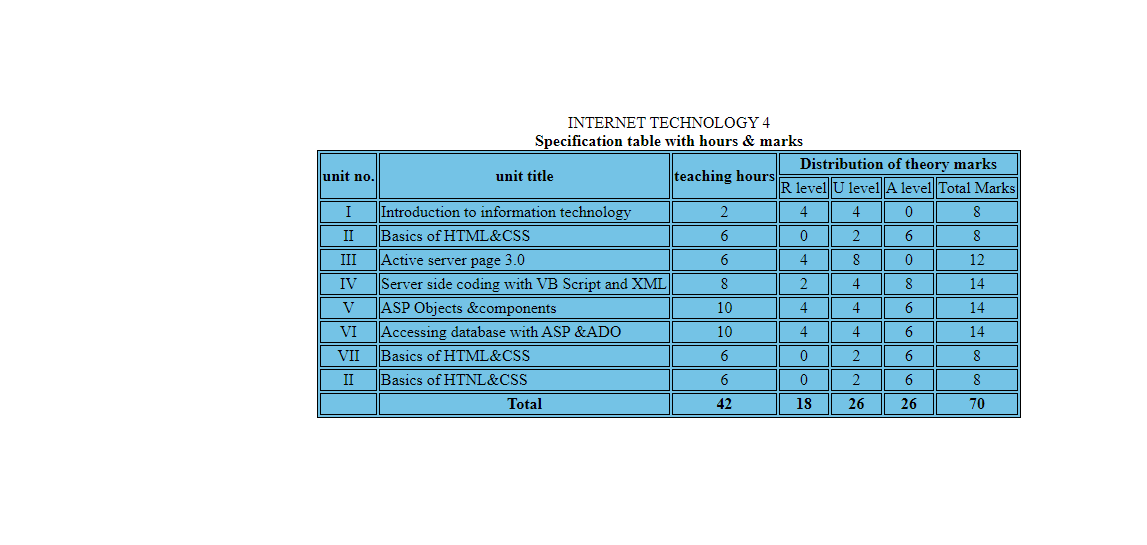 INTERNET TECHNOLOGY 4
Specification table with hours & marks
unit no. unit title teaching hours Distribution of theory marks
R level U level A level Total Marks
I Introduction to information technology 2 4 4 0 8
II Basics of HTML&CSS 6 0 2 6 8
III Active server page 3.0 6 4 8 0 12
IV Server side coding with VB Script and XML 8 2 4 8 14
V ASP Objects &components 10 4 4 6 14
VI Accessing database with ASP &ADO 10 4 4 6 14
VII Basics of HTML&CSS 6 0 2 6 8
II Basics of HTNL&CSS 6 0 2 6 8
Total 42 18 26 26 70